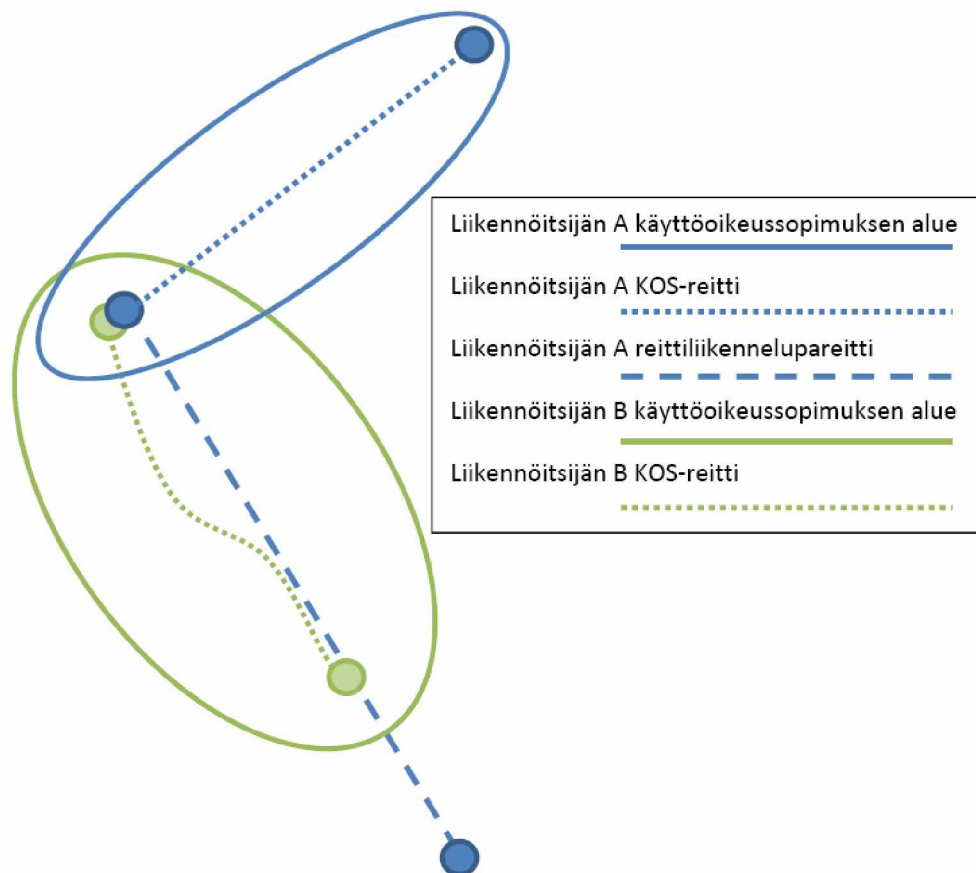 Liikennöitsijän A käyttöoikeussopimuksen alue
Liikennöitsijän A KOS-reitti
Liikennöitsijän A reittiliikennelupareitti
Liikennöitsijän B käyttöoikeussopimuksen alue
Liikennöitsijän B KOS-reitti